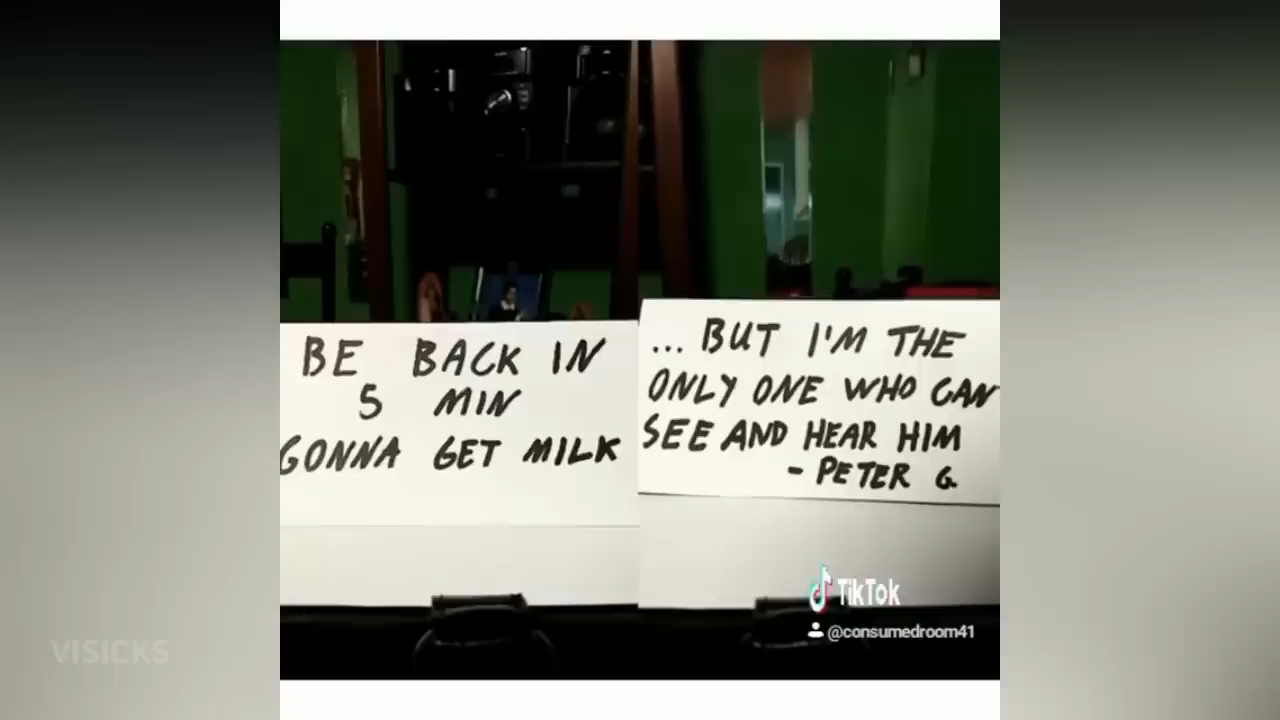 BE BACK IN
5 MIN
GONNA GET MILK
... BUT I'M THE
ONLY ONE WHO CAN
SEE AND HEAR HIM
- PETER G.
TikTok
@consumedroom41
VISICKS